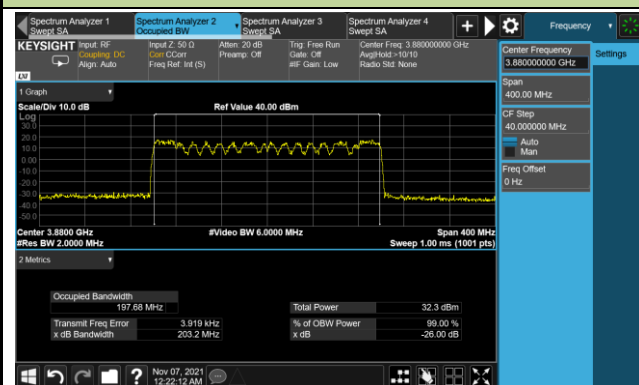 Spectrum Analyzer 1
Swept SA
Spectrum Analyzer 2
Occupied BW
Spectrum Analyzer 3
Swept SA
Spectrum Analyzer 4
Swept SA
Frequency
KEYSIGHT
Input: RF
Coupling: DC
Align: Auto
Input Z: 50 Ω
Corr CCorr
Freq Ref: Int (S)
Atten: 20 dB
Preamp: Off
Trig: Free Run
Gate: Off
#IF Gain: Low
Center Freq: 3.880000000 GHz
Avg|Hold:>10/10
Radio Std: None
LXI
Center Frequency
3.880000000 GHz
Settings
Span
400.00 MHz
CF Step
40.000000 MHz
Auto
Man
Freq Offset
0 Hz
1 Graph
Scale/Div 10.0 dB
Ref Value 40.00 dBm
Log
30.0
20.0
10.0
0.00
-10.0
-20.0
-30.0
-40.0
-50.0
Center 3.8800 GHz
#Video BW 6.0000 MHz
Span 400 MHz
#Res BW 2.0000 MHz
Sweep 1.00 ms (1001 pts)
2 Metrics
Occupied Bandwidth
197.68 MHz
Total Power
32.3 dBm
Transmit Freq Error
3.919 kHz
% of OBW Power
99.00 %
x dB Bandwidth
203.2 MHz
x dB
-26.00 dB
Nov 07, 2021
12:22:12 AM